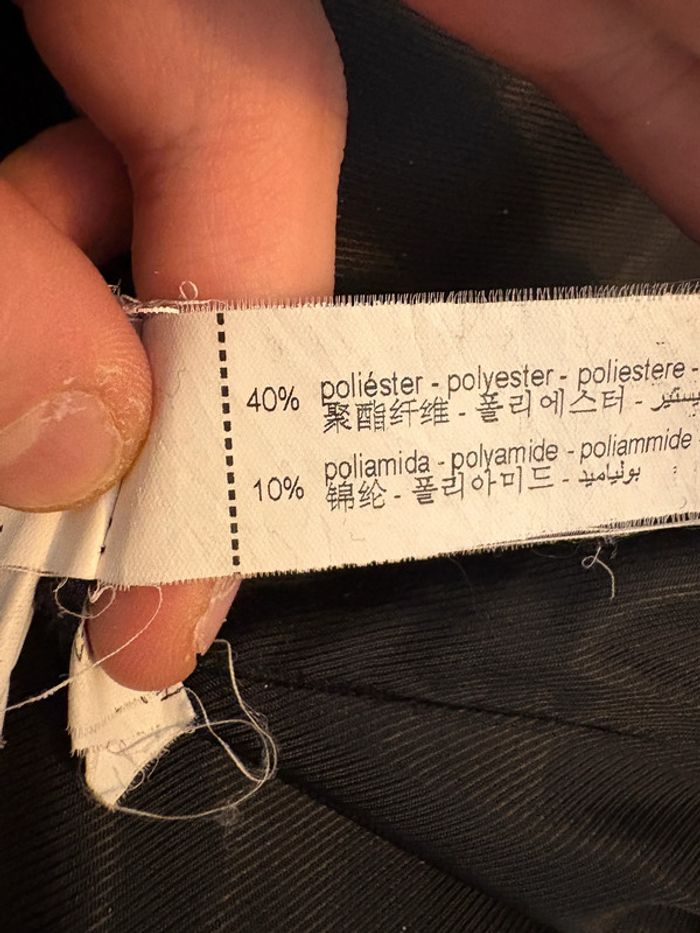 40% poliéster - polyester - poliestere -
聚酯纤维 - 폴리에스터 -
10% poliamida - polyamide - poliammide
锦纶 - 폴리아미드 - بولياميد